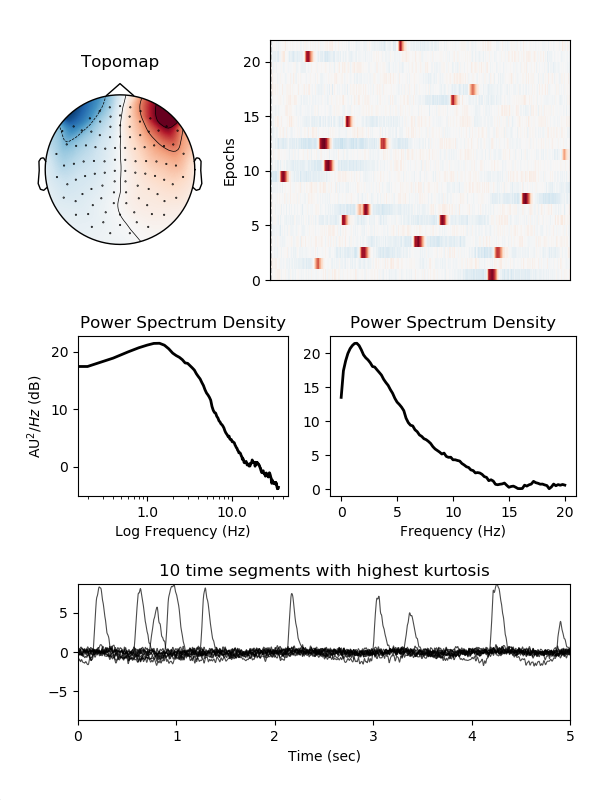 Topomap
Epochs
20
15
10
5
0
Power Spectrum Density
AU²/Hz (dB)
20
10
0
1.0 10.0
Log Frequency (Hz)
Power Spectrum Density
20
15
10
5
0
0 5 10 15 20
Frequency (Hz)
10 time segments with highest kurtosis
5
0
−5
0 1 2 3 4 5
Time (sec)